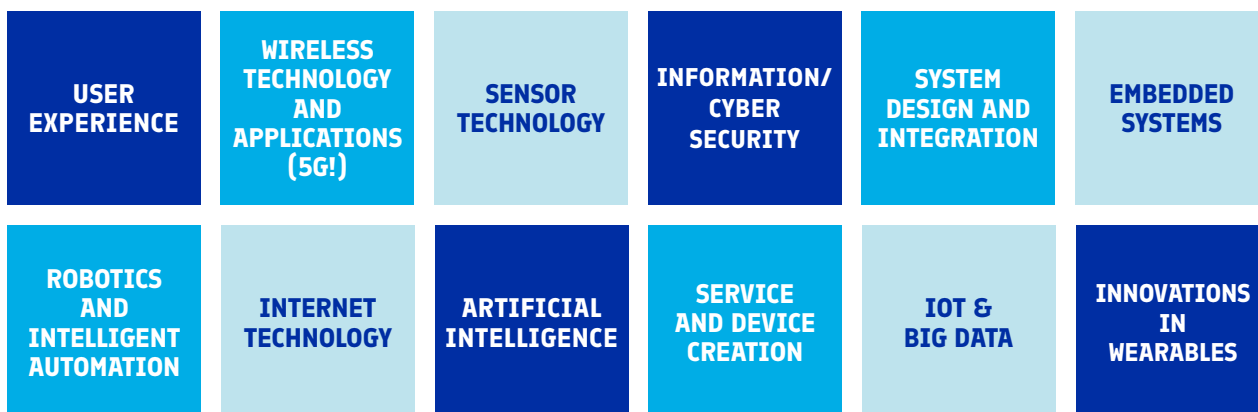 USER
EXPERIENCE
WIRELESS
TECHNOLOGY
AND
APPLICATIONS
(5G!)
SENSOR
TECHNOLOGY
INFORMATION/
CYBER
SECURITY
SYSTEM
DESIGN AND
INTEGRATION
EMBEDDED
SYSTEMS
ROBOTICS
AND
INTELLIGENT
AUTOMATION
INTERNET
TECHNOLOGY
ARTIFICIAL
INTELLIGENCE
SERVICE
AND DEVICE
CREATION
IOT &
BIG DATA
INNOVATIONS
IN
WEARABLES